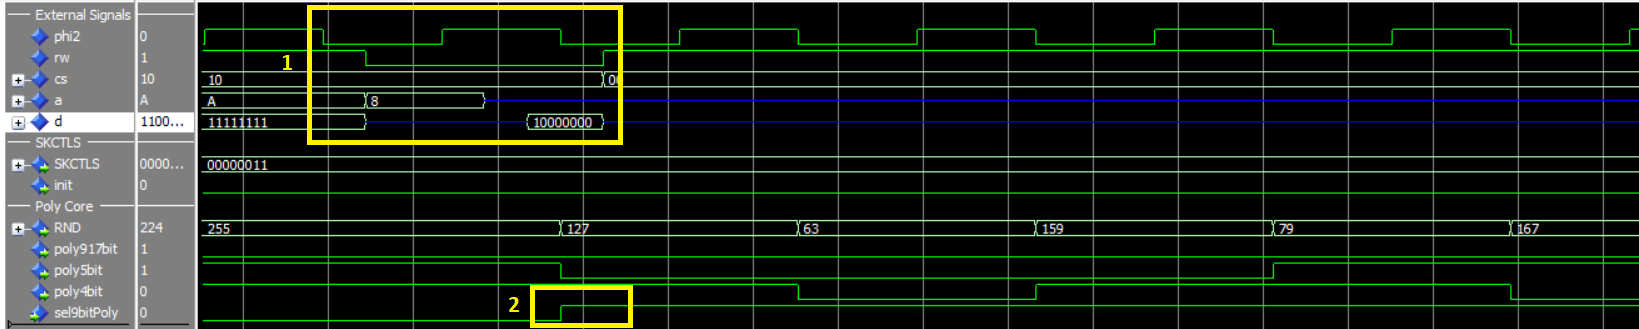 External Signals
phi2 0
rw 1 1
cs 10 10 00
a A A 8
d 1100... 11111111 10000000
SKCTLS
SKCTLS 0000... 00000011
init 0
Poly Core
RND 224 255 127 63 159 79 167
poly917bit 1
poly5bit 1
poly4bit 0 2
sel9bitPoly 0